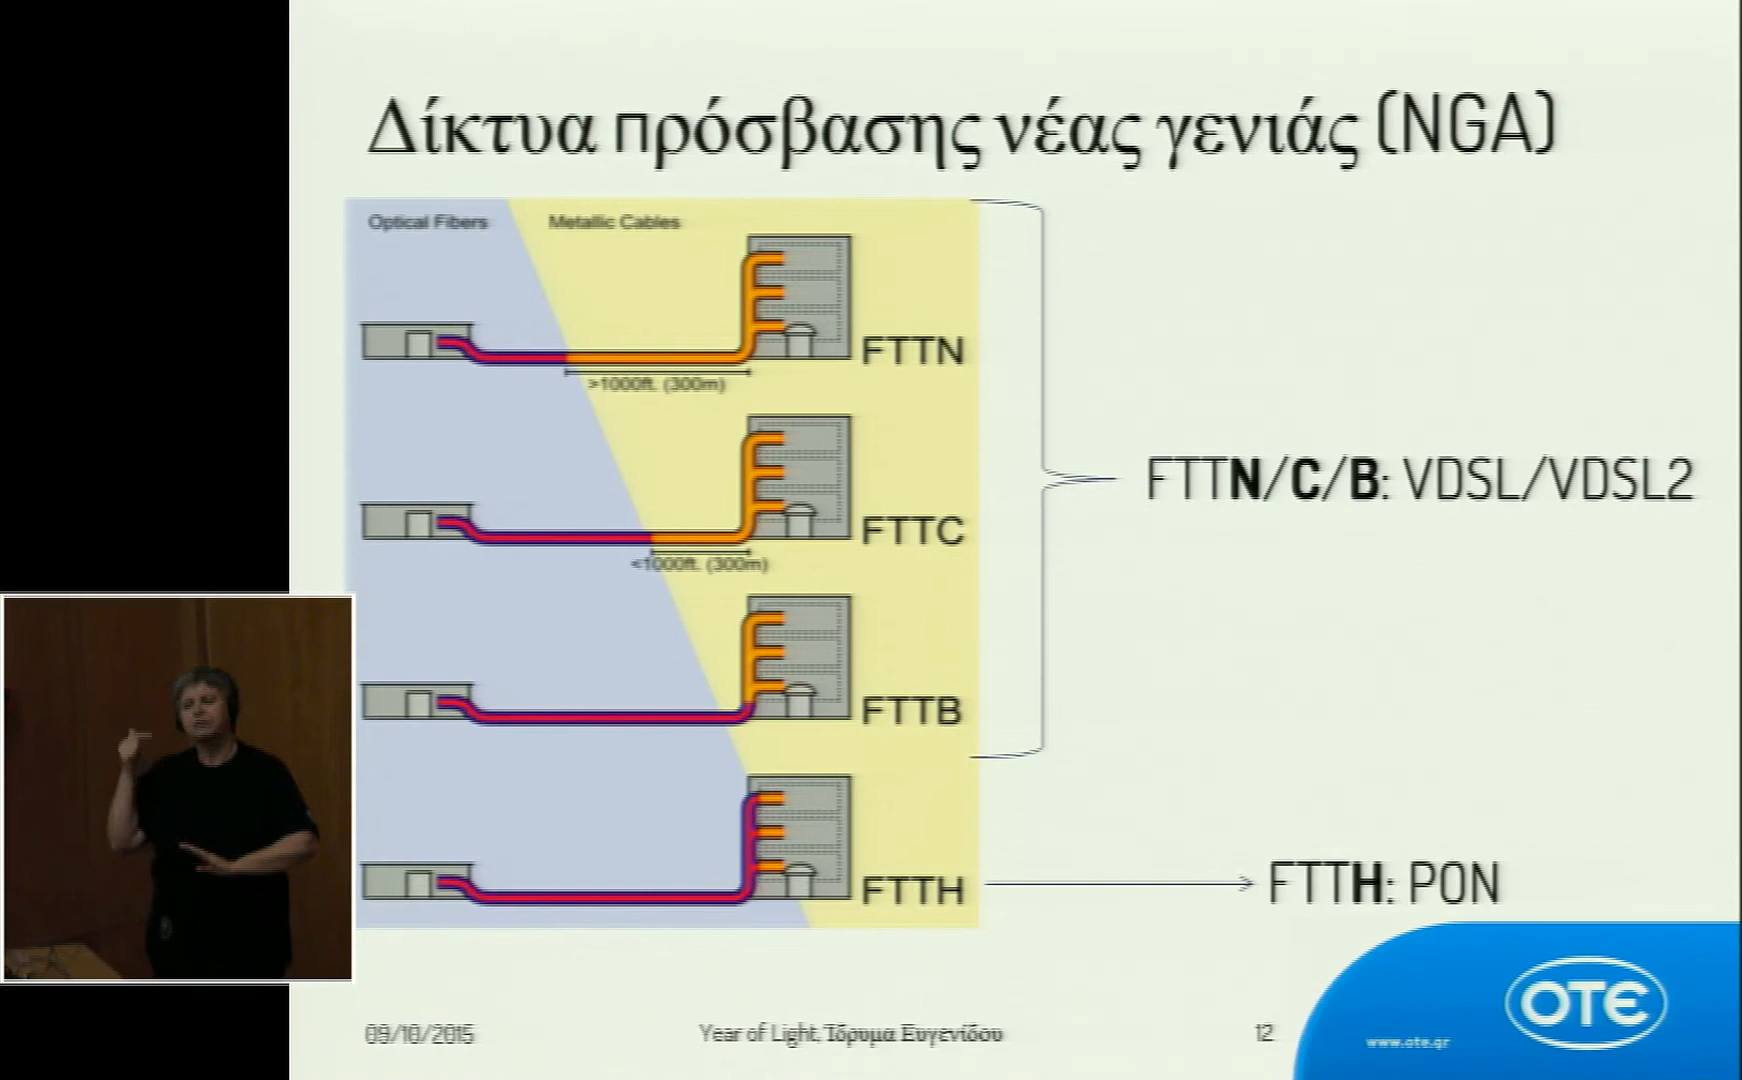 Δίκτυα πρόσβασης νέας γενιάς (NGA)
Optical Fibers
Metallic Cables
FTTN
>1000ft. (300m)
FTTC
<1000ft. (300m)
FTTB
FTTH
FTTN/C/B: VDSL/VDSL2
FTTH: PON
09/10/2015
Year of Light, Ίδρυμα Ευγενίδου
12
www.ote.gr
OTE